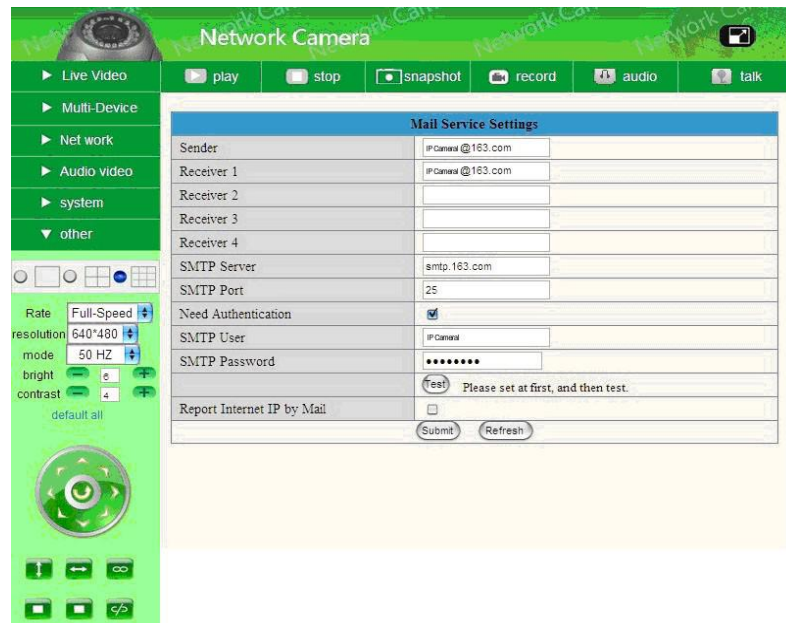 Network Camera
Live Video
Multi-Device
Net work
Audio video
system
other
play
stop
snapshot
record
audio
talk
Mail Service Settings
Sender
IPCameral @163.com
Receiver 1
IPCameral @163.com
Receiver 2
Receiver 3
Receiver 4
SMTP Server
smtp.163.com
SMTP Port
25
Need Authentication
SMTP User
IPCameral
SMTP Password
••••••••
Test
Please set at first, and then test.
Report Internet IP by Mail
Submit
Refresh
Rate
Full-Speed
resolution
640*480
mode
50 HZ
bright
6
contrast
4
default all